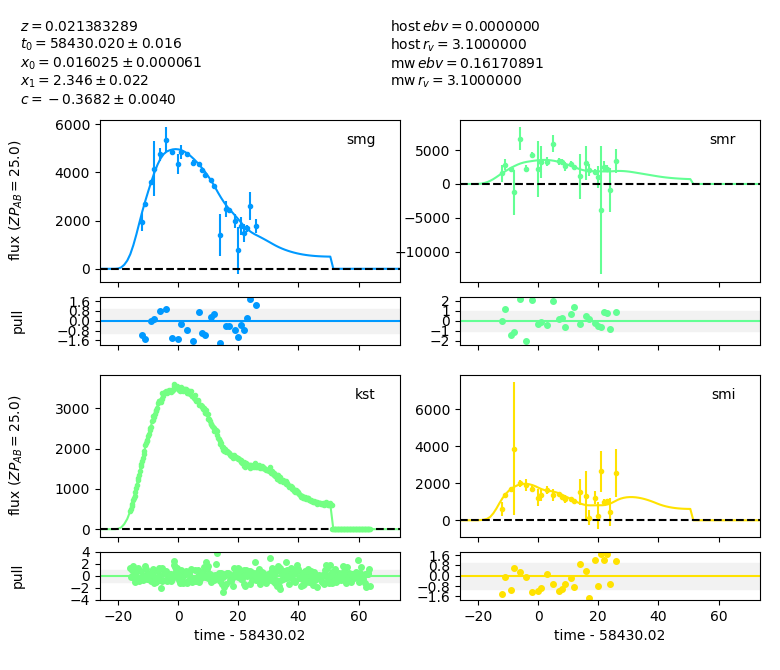 z = 0.021383289
host ebv = 0.0000000
t0 = 58430.020 ± 0.016
host r_v = 3.1000000
x0 = 0.016025 ± 0.000061
mw ebv = 0.16170891
x1 = 2.346 ± 0.022
mw r_v = 3.1000000
c = −0.3682 ± 0.0040
smg
flux (ZP_AB = 25.0)
6000
4000
2000
0
smr
5000
0
−5000
−10000
pull
1.6
0.8
0.0
−0.8
−1.6
2
1
0
−1
−2
kst
flux (ZP_AB = 25.0)
3000
2000
1000
0
smi
6000
4000
2000
0
pull
4
2
0
−2
−4
1.6
0.8
0.0
−0.8
−1.6
−20 0 20 40 60
−20 0 20 40 60
time - 58430.02
time - 58430.02